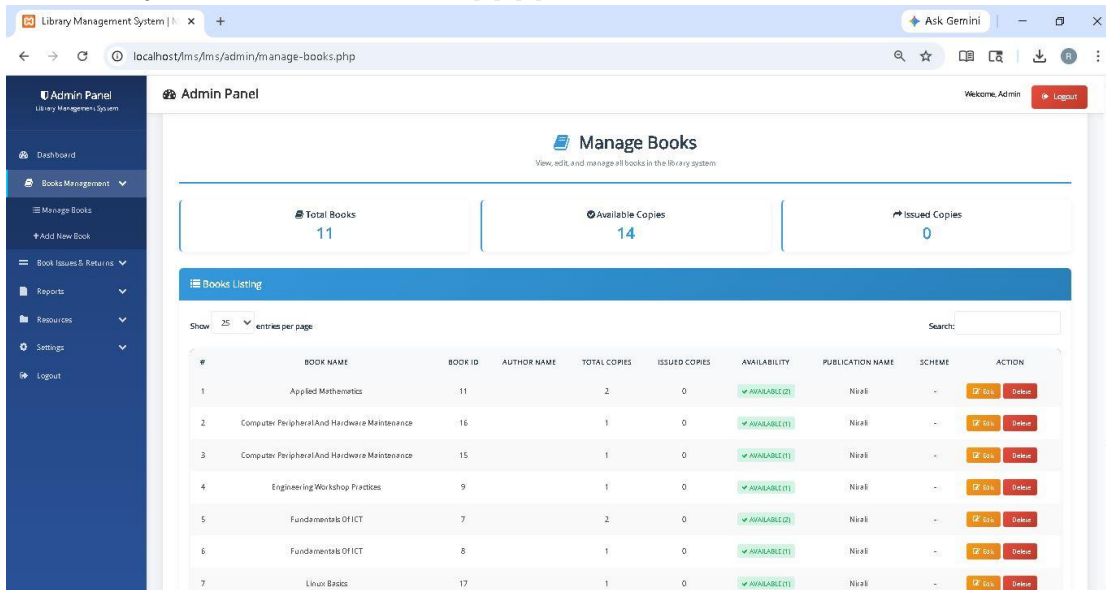 Library Management System | N
Ask Gemini
localhost/lms/lms/admin/manage-books.php
R
Admin Panel
Library Management System
Dashboard
Books Management
Manage Books
+ Add New Book
Book Issues & Returns
Reports
Resources
Settings
Logout
Admin Panel
Welcome, Admin
Logout
Manage Books
View, edit, and manage all books in the library system
Total Books
11
Available Copies
14
Issued Copies
0
Books Listing
Show 25 entries per page
Search:
# BOOK NAME BOOK ID AUTHOR NAME TOTAL COPIES ISSUED COPIES AVAILABILITY PUBLICATION NAME SCHEME ACTION
1 Applied Mathematics 11 2 0 AVAILABLE (2) Nirali - Edit Delete
2 Computer Peripheral And Hardware Maintenance 16 1 0 AVAILABLE (1) Nirali - Edit Delete
3 Computer Peripheral And Hardware Maintenance 15 1 0 AVAILABLE (1) Nirali - Edit Delete
4 Engineering Workshop Practices 9 1 0 AVAILABLE (1) Nirali - Edit Delete
5 Fundamentals Of ICT 7 2 0 AVAILABLE (2) Nirali - Edit Delete
6 Fundamentals Of ICT 8 1 0 AVAILABLE (1) Nirali - Edit Delete
7 Linux Basics 17 1 0 AVAILABLE (1) Nirali - Edit Delete